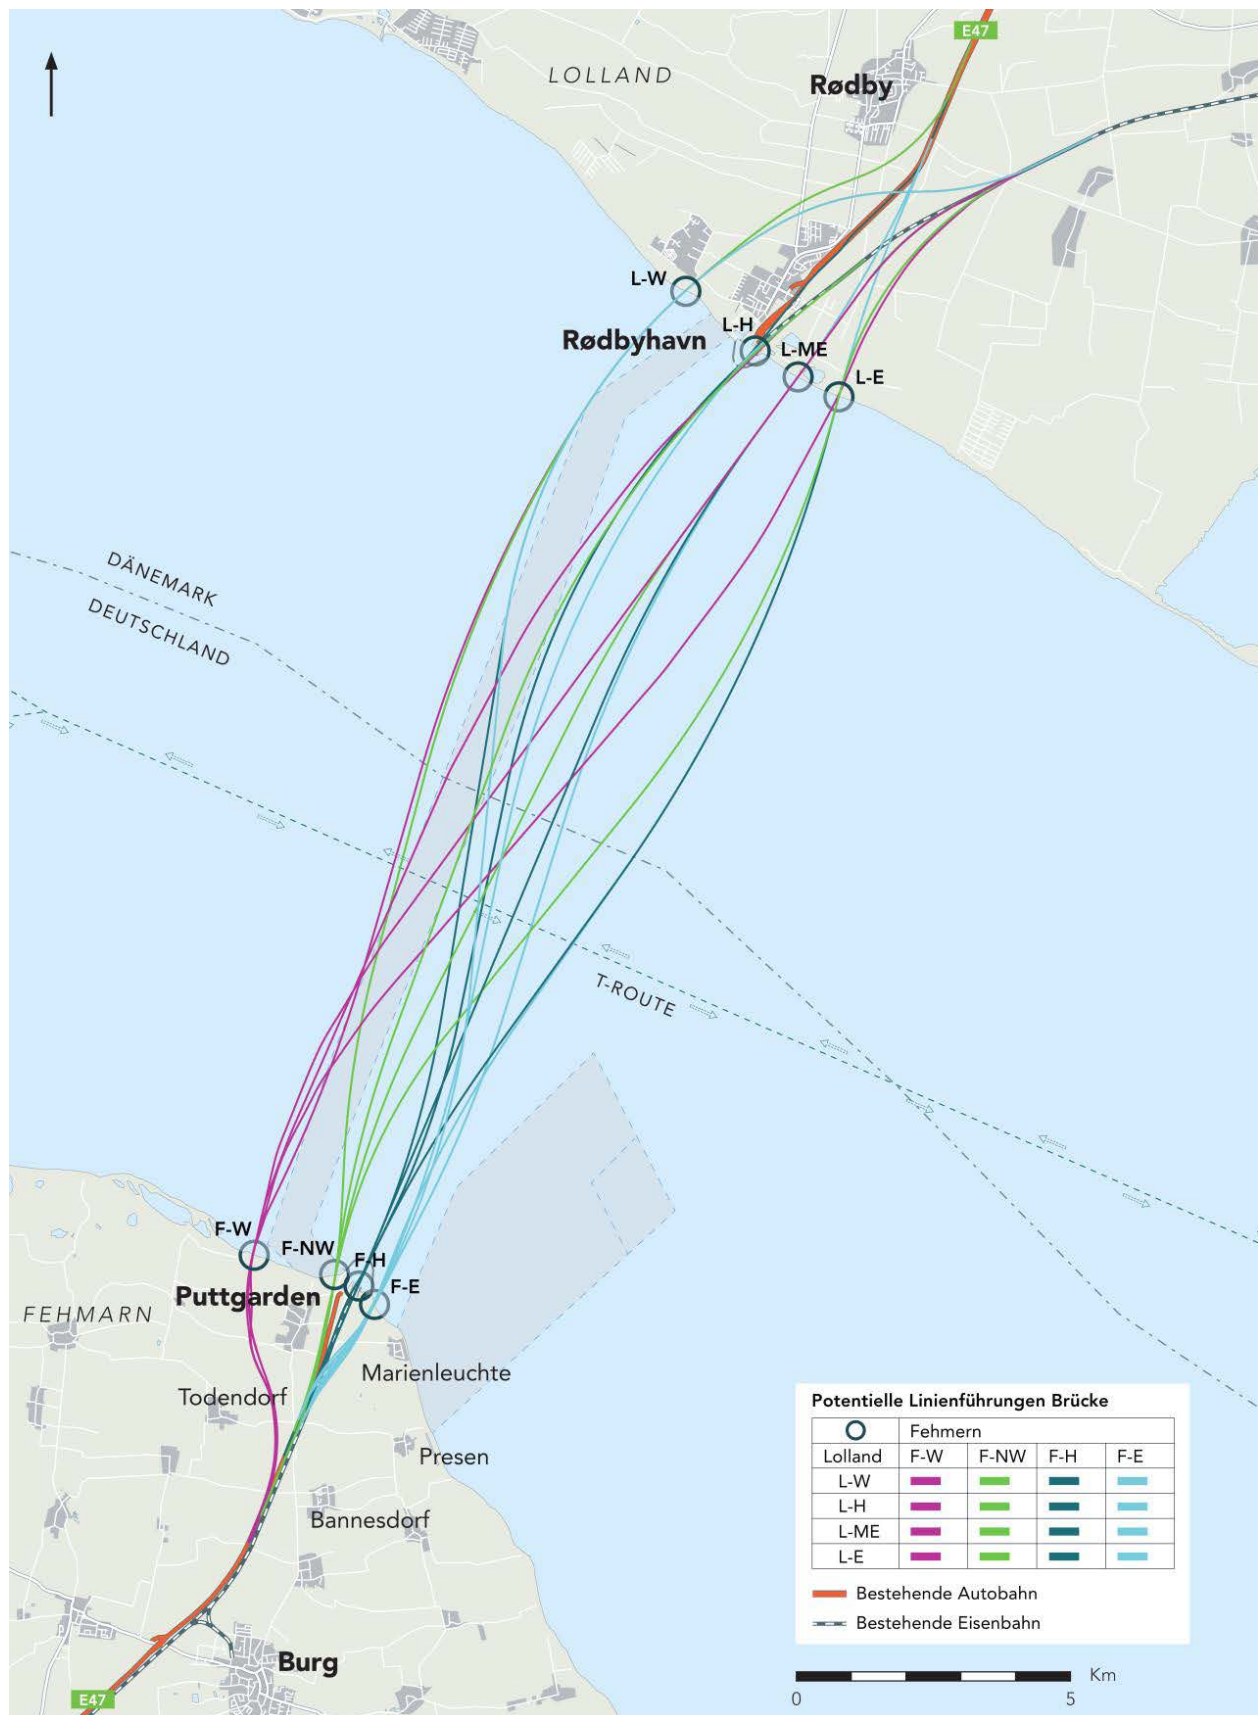 E47
LOLLAND
Rødby
L-W
L-H
Rødbyhavn
L-ME
L-E
DÄNEMARK
DEUTSCHLAND
T-ROUTE
F-W
F-NW
F-H
F-E
Puttgarden
FEHMARN
Marienleuchte
Todendorf
Presen
Bannesdorf
Burg
E47
Potentielle Linienführungen Brücke
Fehmern
Lolland F-W F-NW F-H F-E
L-W
L-H
L-ME
L-E
Bestehende Autobahn
Bestehende Eisenbahn
Km
0 5